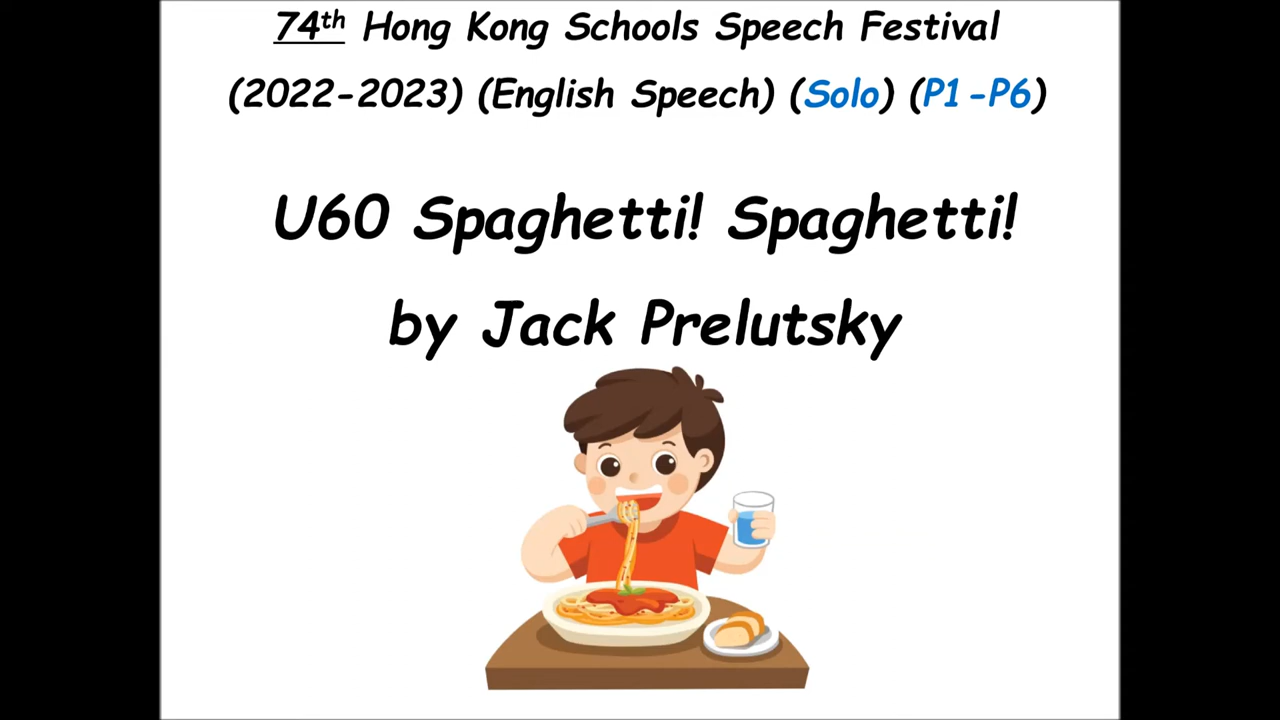 74th Hong Kong Schools Speech Festival
(2022-2023) (English Speech) (Solo) (P1-P6)
U60 Spaghetti! Spaghetti!
by Jack Prelutsky